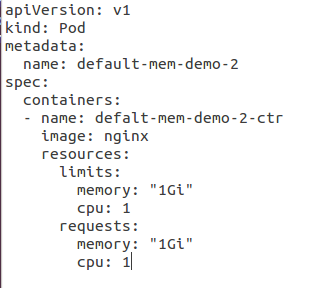 apiVersion: v1
kind: Pod
metadata:
  name: default-mem-demo-2
spec:
  containers:
  - name: defalt-mem-demo-2-ctr
    image: nginx
    resources:
      limits:
        memory: "1Gi"
        cpu: 1
      requests:
        memory: "1Gi"
        cpu: 1